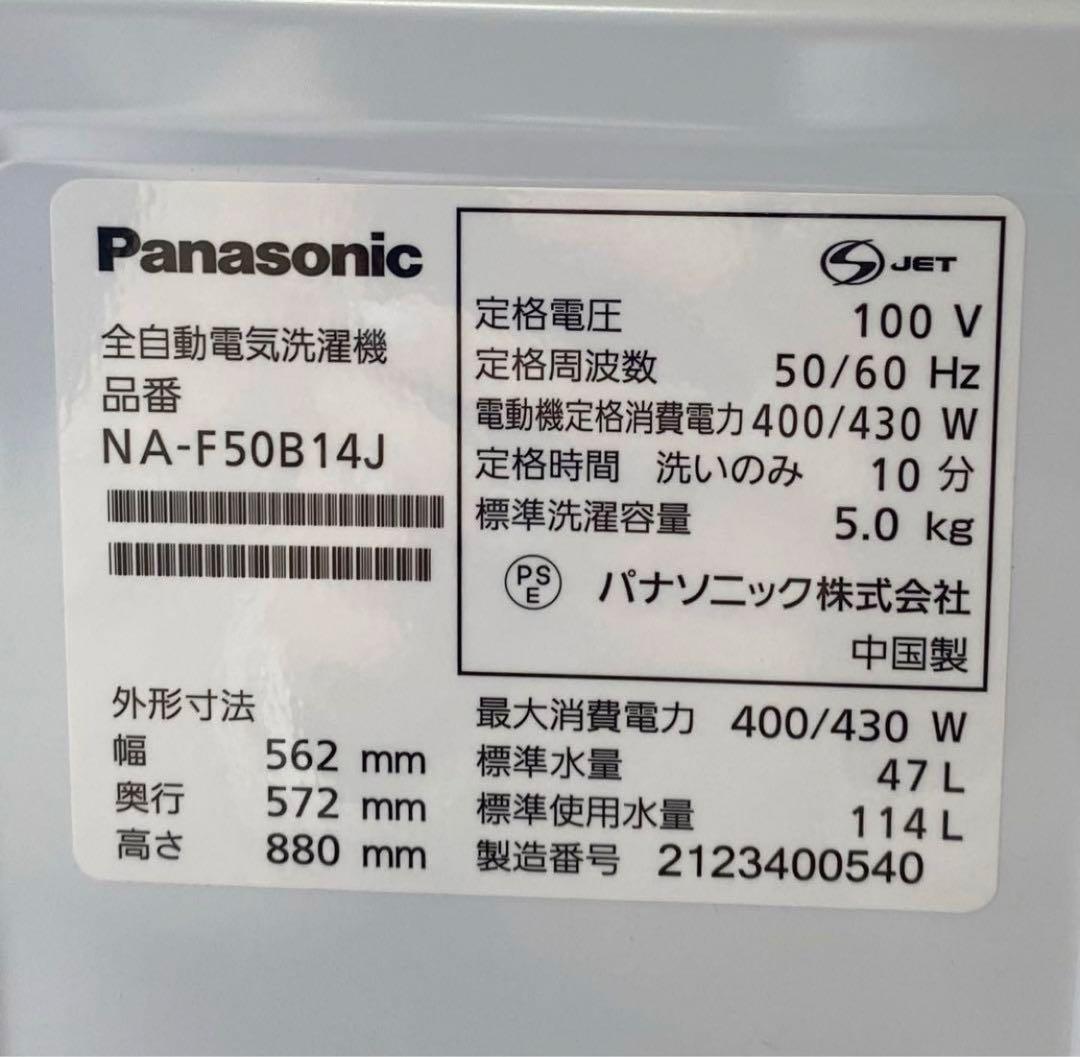 Panasonic
全自動電気洗濯機
品番
NA-F50B14J
外形寸法
幅 562 mm
奥行 572 mm
高さ 880 mm
S JET
定格電圧 100 V
定格周波数 50/60 Hz
電動機定格消費電力 400/430 W
定格時間 洗いのみ 10 分
標準洗濯容量 5.0 kg
PS
E
パナソニック株式会社
中国製
最大消費電力 400/430 W
標準水量 47 L
標準使用水量 114 L
製造番号 2123400540